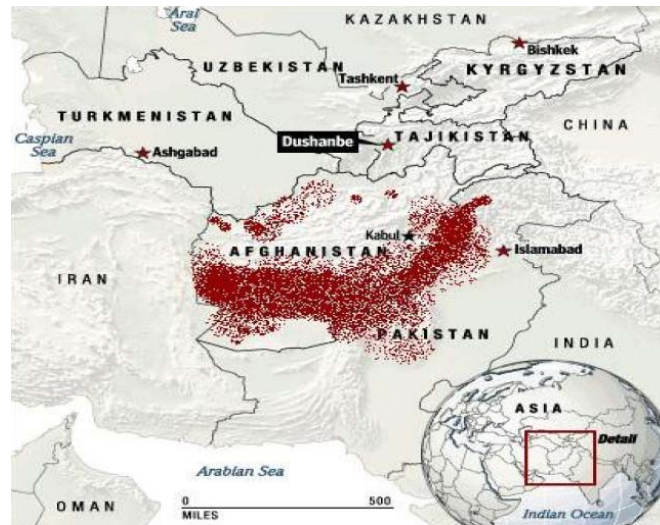 Aral
Sea
KAZAKHSTAN
Bishkek
UZBEKISTAN
Tashkent
KYRGYZSTAN
TURKMENISTAN
Caspian
Sea
Dushanbe
TAJIKISTAN
CHINA
Ashgabad
Kabul
AFGHANISTAN
Islamabad
IRAN
PAKISTAN
INDIA
ASIA
Detail
Arabian Sea
0 500
MILES
OMAN
Indian Ocean